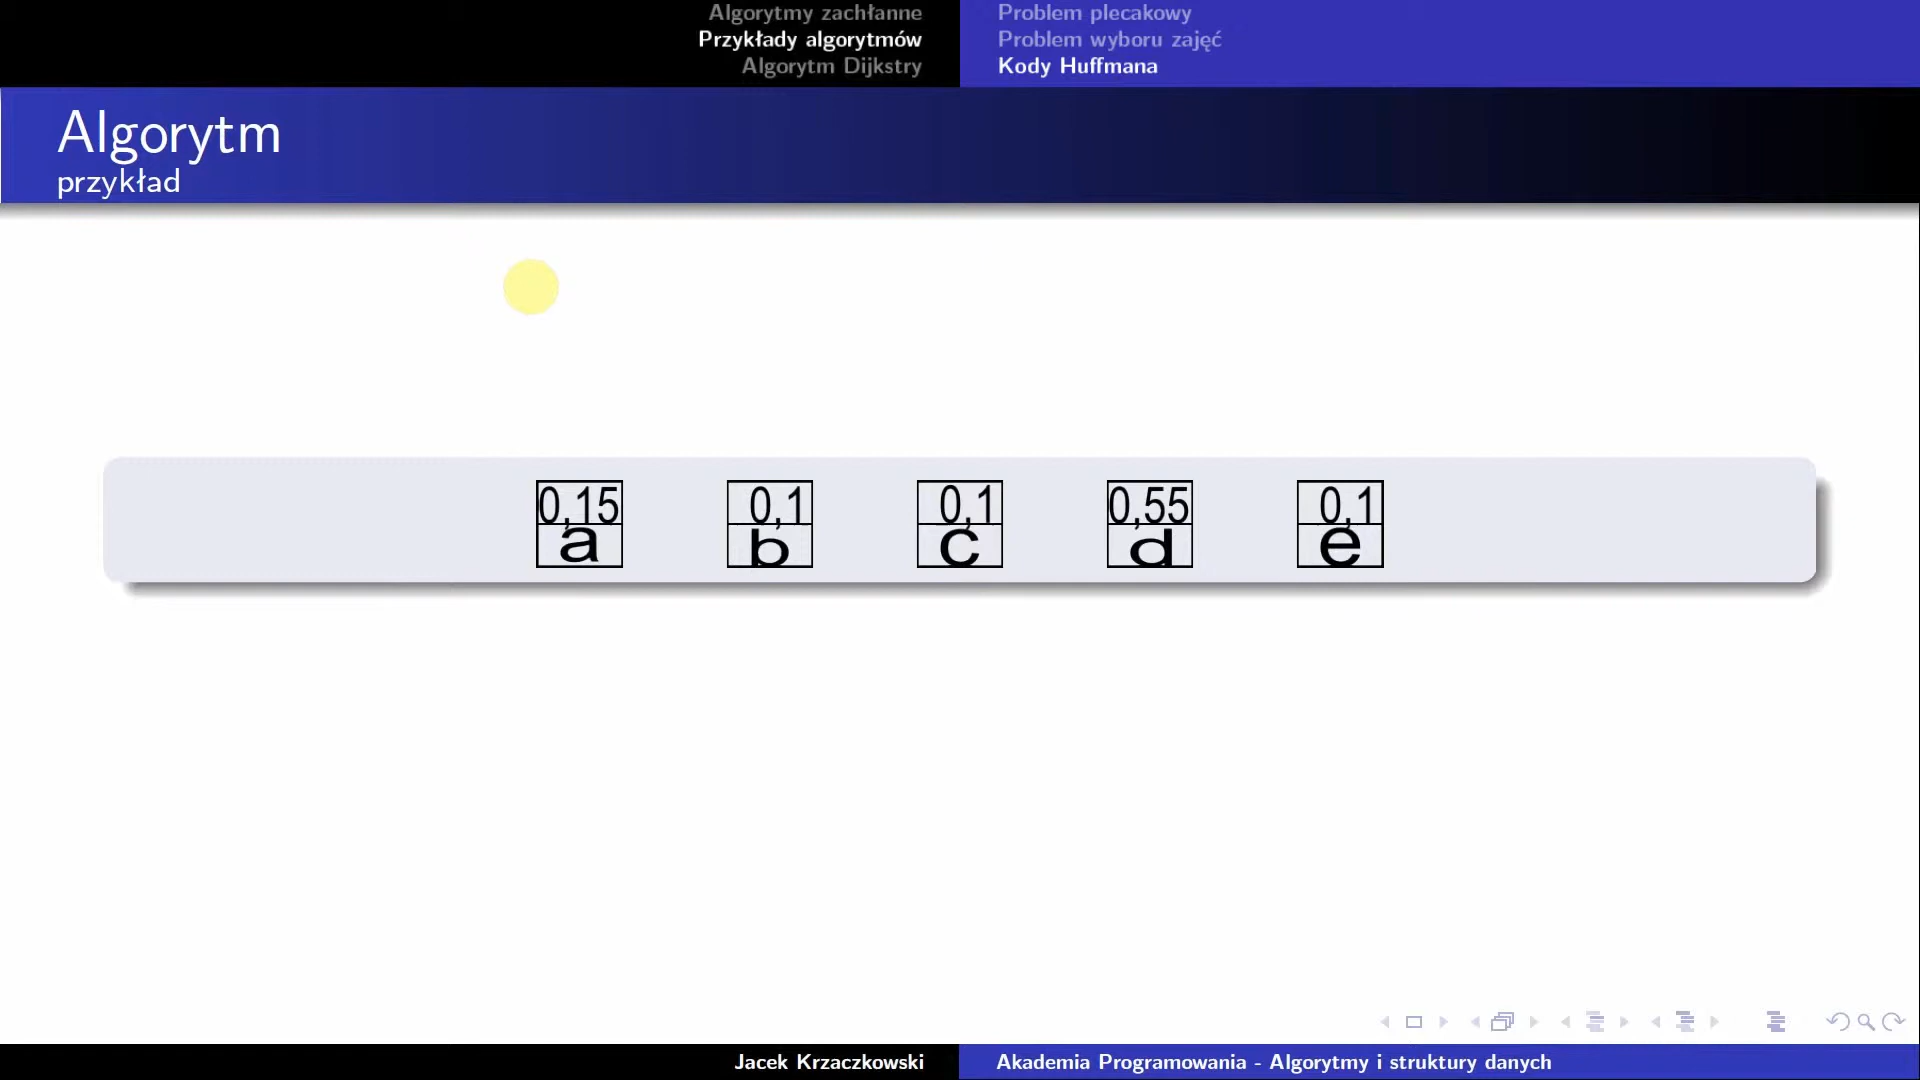 Algorytmy zachłanne
Przykłady algorytmów
Algorytm Dijkstry
Problem plecakowy
Problem wyboru zajęć
Kody Huffmana
Algorytm
przykład
0,15 0,1 0,1 0,55 0,1
a b c d e
Jacek Krzaczkowski
Akademia Programowania - Algorytmy i struktury danych